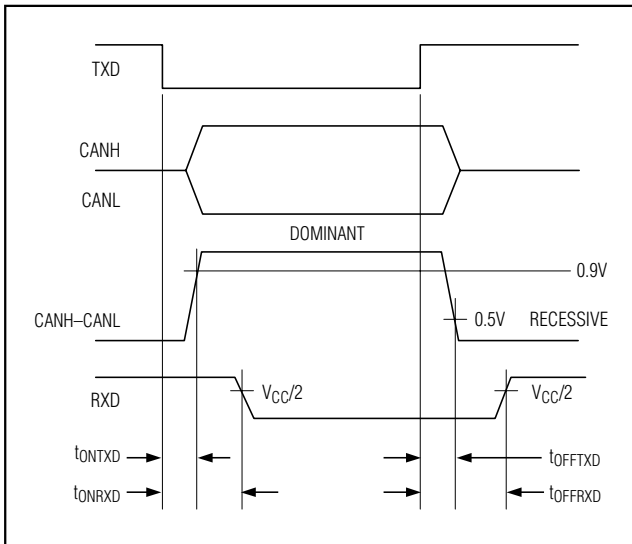 TXD
CANH
CANL
DOMINANT
0.9V
CANH–CANL
0.5V RECESSIVE
RXD
VCC/2 VCC/2
tONTXD tOFFTXD
tONRXD tOFFRXD